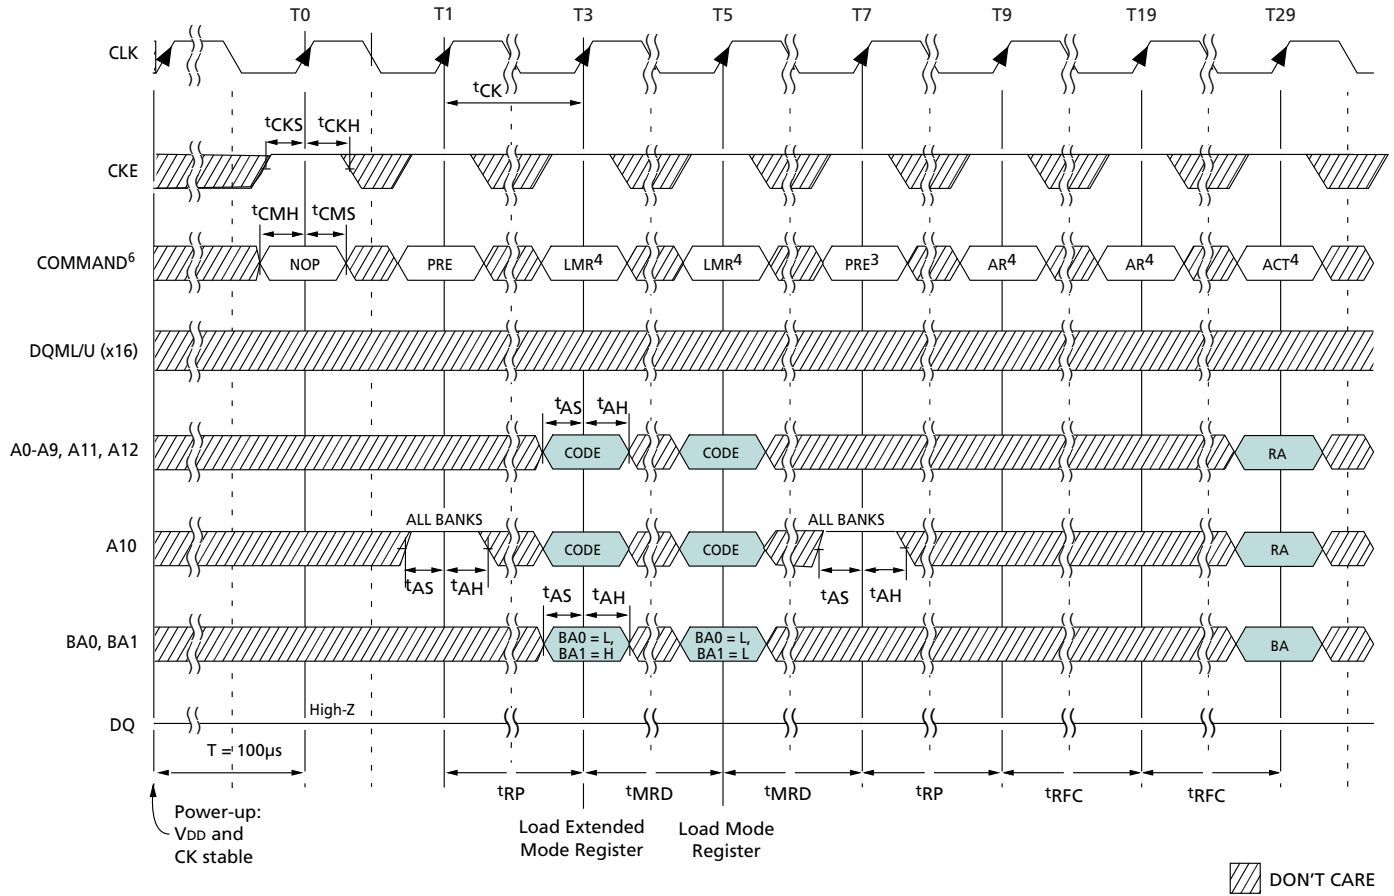 T0 T1 T3 T5 T7 T9 T19 T29
CLK
tCK
tCKS tCKH
CKE
tCMH tCMS
COMMAND6 NOP PRE LMR4 LMR4 PRE3 AR4 AR4 ACT4
DQML/U (x16)
tAS tAH
A0-A9, A11, A12 CODE CODE RA
ALL BANKS ALL BANKS
A10 CODE CODE RA
tAS tAH tAS tAH
tAS tAH
BA0, BA1 BA0 = L, BA1 = H BA0 = L, BA1 = L BA
DQ High-Z
T = 100µs
tRP tMRD tMRD tRP tRFC tRFC
Power-up:
VDD and
CK stable
Load Extended
Mode Register
Load Mode
Register
DON'T CARE